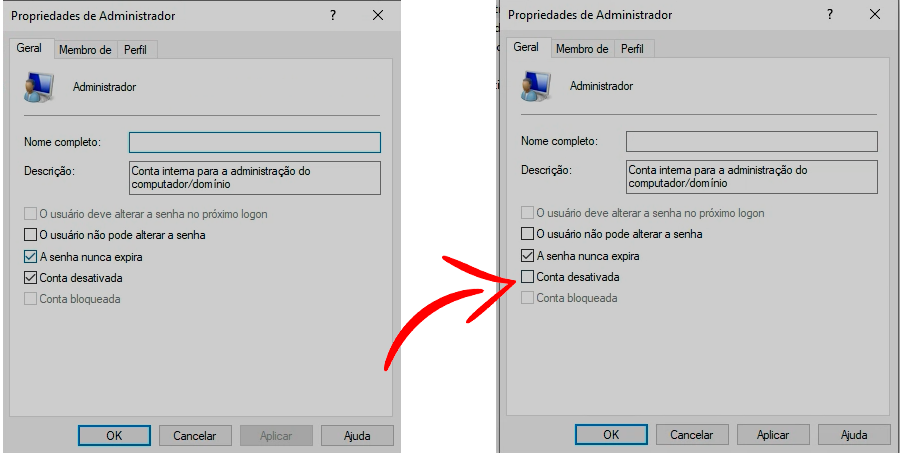 Propriedades de Administrador
?
Geral
Membro de
Perfil
Administrador
Nome completo:
Descrição:
Conta interna para a administração do
computador/domínio
O usuário deve alterar a senha no próximo logon
O usuário não pode alterar a senha
A senha nunca expira
Conta desativada
Conta bloqueada
OK
Cancelar
Aplicar
Ajuda
Propriedades de Administrador
?
Geral
Membro de
Perfil
Administrador
Nome completo:
Descrição:
Conta interna para a administração do
computador/domínio
O usuário deve alterar a senha no próximo logon
O usuário não pode alterar a senha
A senha nunca expira
Conta desativada
Conta bloqueada
OK
Cancelar
Aplicar
Ajuda